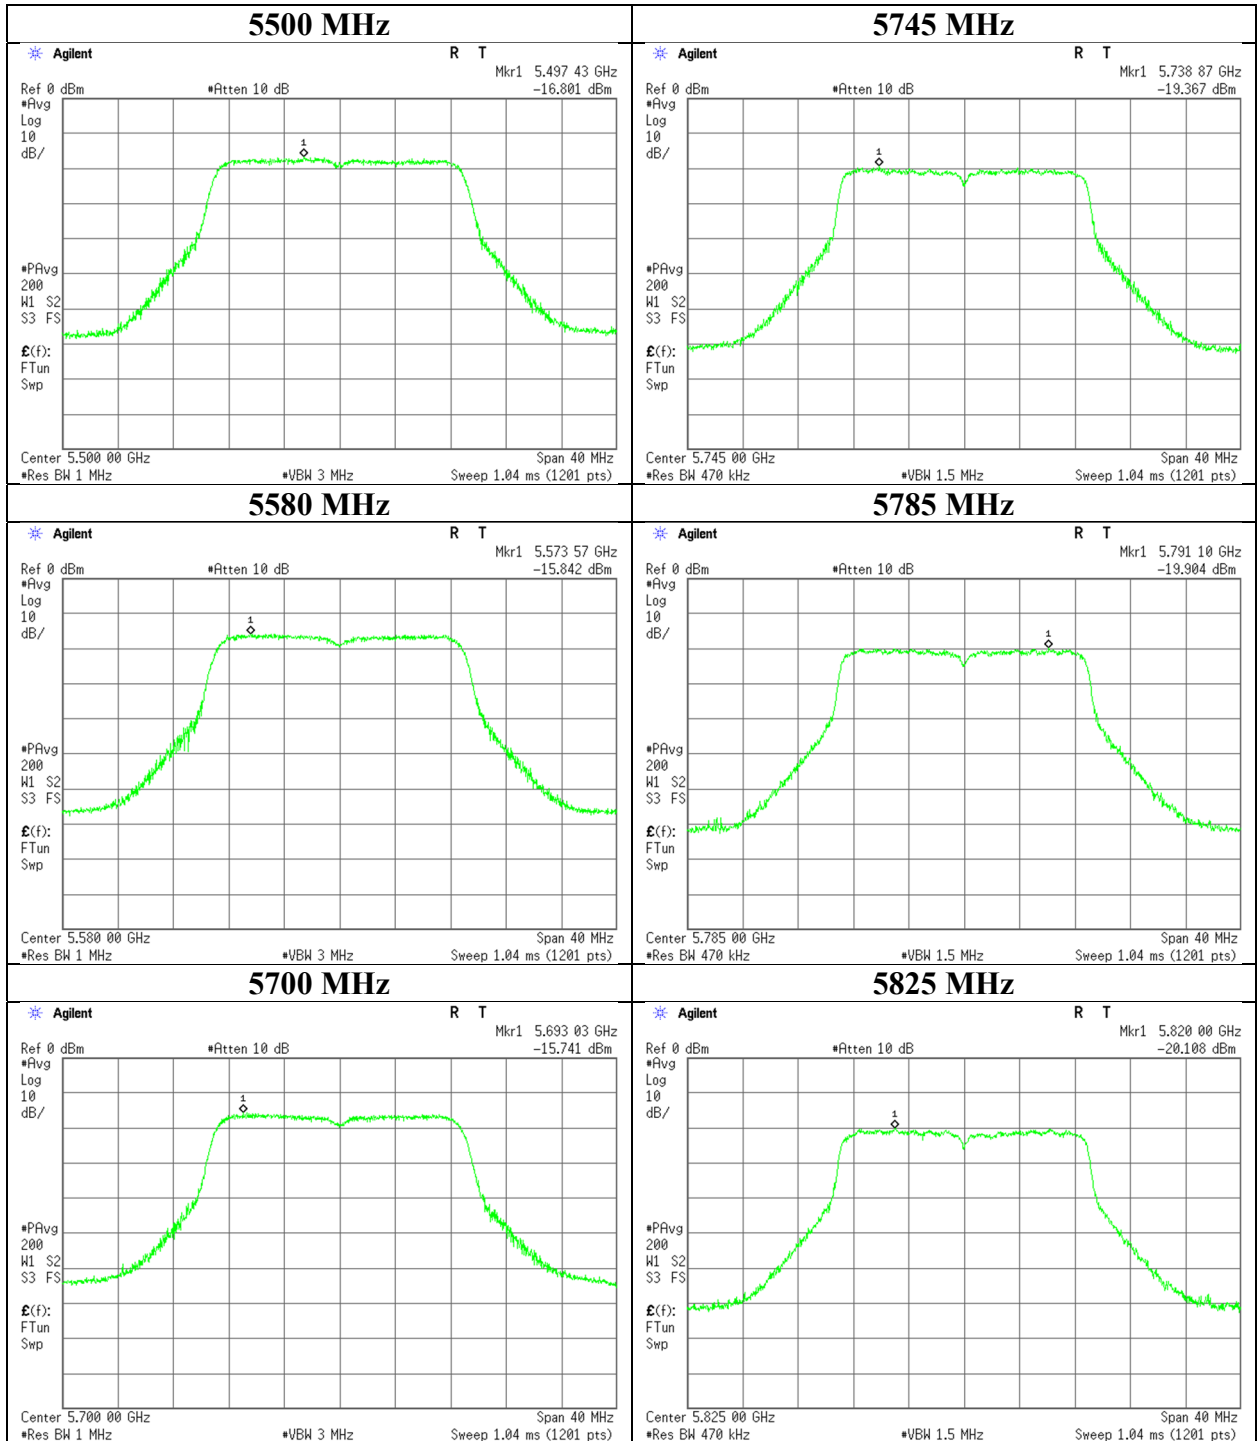 5500 MHz
Agilent
R T
Mkr1 5.497 43 GHz
Ref 0 dBm #Atten 10 dB -16.801 dBm
#Avg
Log
10
dB/
1
#PAvg
200
W1 S2
S3 FS
£(f):
FTun
Swp
Center 5.500 00 GHz Span 40 MHz
#Res BW 1 MHz #VBW 3 MHz Sweep 1.04 ms (1201 pts)
5745 MHz
Agilent
R T
Mkr1 5.738 87 GHz
Ref 0 dBm #Atten 10 dB -19.367 dBm
#Avg
Log
10
dB/
1
#PAvg
200
W1 S2
S3 FS
£(f):
FTun
Swp
Center 5.745 00 GHz Span 40 MHz
#Res BW 470 kHz #VBW 1.5 MHz Sweep 1.04 ms (1201 pts)
5580 MHz
Agilent
R T
Mkr1 5.573 57 GHz
Ref 0 dBm #Atten 10 dB -15.842 dBm
#Avg
Log
10
dB/
1
#PAvg
200
W1 S2
S3 FS
£(f):
FTun
Swp
Center 5.580 00 GHz Span 40 MHz
#Res BW 1 MHz #VBW 3 MHz Sweep 1.04 ms (1201 pts)
5785 MHz
Agilent
R T
Mkr1 5.791 10 GHz
Ref 0 dBm #Atten 10 dB -19.904 dBm
#Avg
Log
10
dB/
1
#PAvg
200
W1 S2
S3 FS
£(f):
FTun
Swp
Center 5.785 00 GHz Span 40 MHz
#Res BW 470 kHz #VBW 1.5 MHz Sweep 1.04 ms (1201 pts)
5700 MHz
Agilent
R T
Mkr1 5.693 03 GHz
Ref 0 dBm #Atten 10 dB -15.741 dBm
#Avg
Log
10
dB/
1
#PAvg
200
W1 S2
S3 FS
£(f):
FTun
Swp
Center 5.700 00 GHz Span 40 MHz
#Res BW 1 MHz #VBW 3 MHz Sweep 1.04 ms (1201 pts)
5825 MHz
Agilent
R T
Mkr1 5.820 00 GHz
Ref 0 dBm #Atten 10 dB -20.108 dBm
#Avg
Log
10
dB/
1
#PAvg
200
W1 S2
S3 FS
£(f):
FTun
Swp
Center 5.825 00 GHz Span 40 MHz
#Res BW 470 kHz #VBW 1.5 MHz Sweep 1.04 ms (1201 pts)